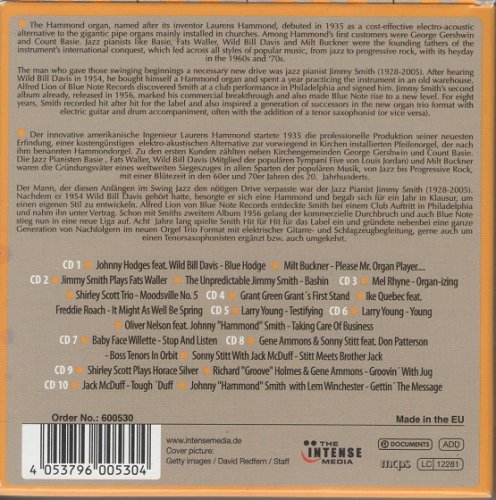 The Hammond organ, named after its inventor Laurens Hammond, debuted in 1935 as a cost-effective electro-acoustic
alternative to the gigantic pipe organs mainly installed in churches. Among Hammond's first customers were George Gershwin
and Count Basie. Jazz pianists like Basie, Fats Waller, Wild Bill Davis and Milt Buckner were the founding fathers of the
instrument's international conquest, which led across all styles of popular music, from jazz to progressive rock, with its heyday
in the 1960s and '70s.
The man who gave those swinging beginnings a necessary new drive was jazz pianist Jimmy Smith (1928-2005). After hearing
Wild Bill Davis in 1954, he bought himself a Hammond organ and spent a year practicing the instrument in an old warehouse.
Alfred Lion of Blue Note Records discovered Smith at a club performance in Philadelphia and signed him. Jimmy Smith's second
album already, released in 1956, marked his commercial breakthrough and also made Blue Note rise to a new level. For eight
years, Smith recorded hit after hit for the label and also inspired a generation of successors in the new organ trio format with
electric guitar and drum accompaniment, often with the addition of a tenor saxophonist (or vice versa).
Der innovative amerikanische Ingenieur Laurens Hammond startete 1935 die professionelle Produktion seiner neuesten
Erfindung, einer kostengünstigen elektro-akustischen Alternative zur vorwiegend in Kirchen installierten Pfeifenorgel, der nach
ihm benannten Hammondorgel. Zu den ersten Kunden zählten neben Kirchengemeinden George Gershwin und Count Basie.
Die Jazz Pianisten Basie , Fats Waller, Wild Bill Davis (Mitglied der populären Tympani Five von Louis Jordan) und Milt Buckner
waren die Gründungsväter eines weltweiten Siegeszuges in allen Sparten der populären Musik, von Jazz bis Progressive Rock,
mit einer Blütezeit in den 60er und 70er Jahren des 20. Jahrhunderts.
Der Mann, der diesen Anfängen im Swing Jazz den nötigen Drive verpasste war der Jazz Pianist Jimmy Smith (1928-2005).
Nachdem er 1954 Wild Bill Davis gehört hatte, besorgte er sich eine Hammond und begab sich für ein Jahr in Klausur, um
einen eigenen Stil zu entwickeln. Alfred Lion von Blue Note Records entdeckte Smith bei einem Club Auftritt in Philadelphia
und nahm ihn unter Vertrag. Schon mit Smiths zweitem Album 1956 gelang der kommerzielle Durchbruch und auch Blue Note
stieg nun in eine neue Liga auf. Acht Jahre lang spielte Smith Hit für Hit für das Label ein und gründete nebenbei eine ganze
Generation von Nachfolgern im neuen Orgel Trio Format mit elektrischer Gitarre- und Schlagzeugbegleitung, gerne auch um
einen Tenorsaxophonisten ergänzt bzw. auch umgekehrt.
CD 1 Johnny Hodges feat. Wild Bill Davis - Blue Hodge Milt Buckner - Please Mr. Organ Player....
CD 2 Jimmy Smith Plays Fats Waller The Unpredictable Jimmy Smith - Bashin CD 3 Mel Rhyne - Organ-izing
Shirley Scott Trio - Moodsville No. 5 CD 4 Grant Green Grant´s First Stand Ike Quebec feat.
Freddie Roach - It Might As Well Be Spring CD 5 Larry Young - Testifying CD 6 Larry Young - Young
Oliver Nelson feat. Johnny "Hammond" Smith - Taking Care Of Business
CD 7 Baby Face Willette - Stop And Listen CD 8 Gene Ammons & Sonny Stitt feat. Don Patterson
- Boss Tenors In Orbit Sonny Stitt With Jack McDuff - Stitt Meets Brother Jack
CD 9 Shirley Scott Plays Horace Silver Richard "Groove" Holmes & Gene Ammons - Groovin´ With Jug
CD 10 Jack McDuff - Tough ´Duff Johnny "Hammond" Smith with Lem Winchester - Gettin´ The Message
Order No.: 600530
Made in the EU
4 053796 005304
www.intensemedia.de
Cover picture:
Getty images / David Redfern / Staff
THE
INTENSE
MEDIA
DOCUMENTS
ADD
mcps
LC 12281